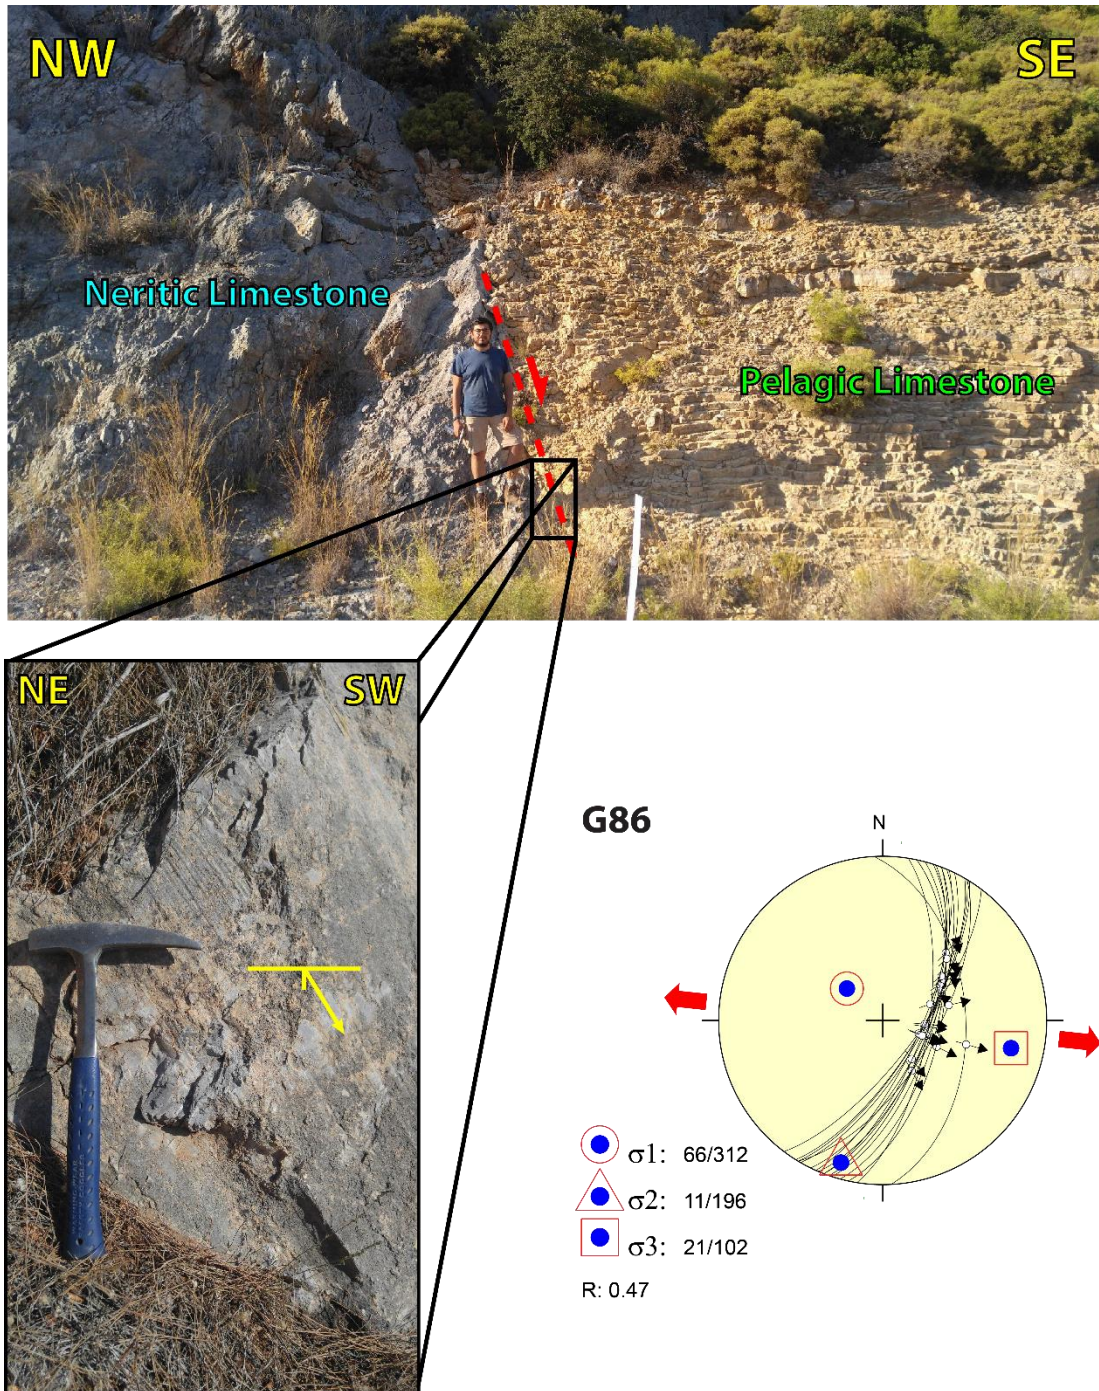 NW
SE
Neritic Limestone
Pelagic Limestone
NE
SW
G86
N
σ1: 66/312
σ2: 11/196
σ3: 21/102
R: 0.47